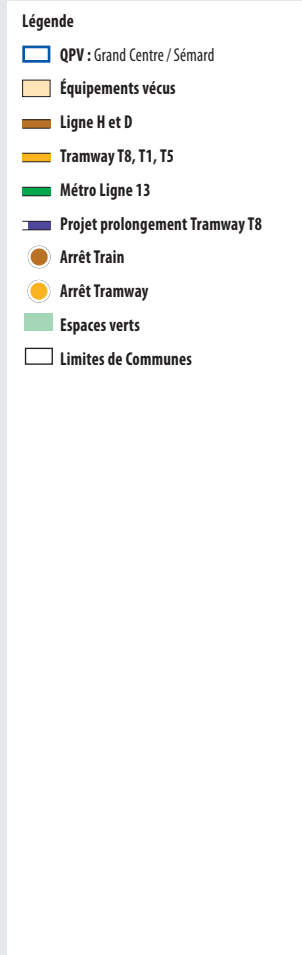 Légende
QPV : Grand Centre / Sémard
Équipements vécus
Ligne H et D
Tramway T8, T1, T5
Métro Ligne 13
Projet prolongement Tramway T8
Arrêt Train
Arrêt Tramway
Espaces verts
Limites de Communes